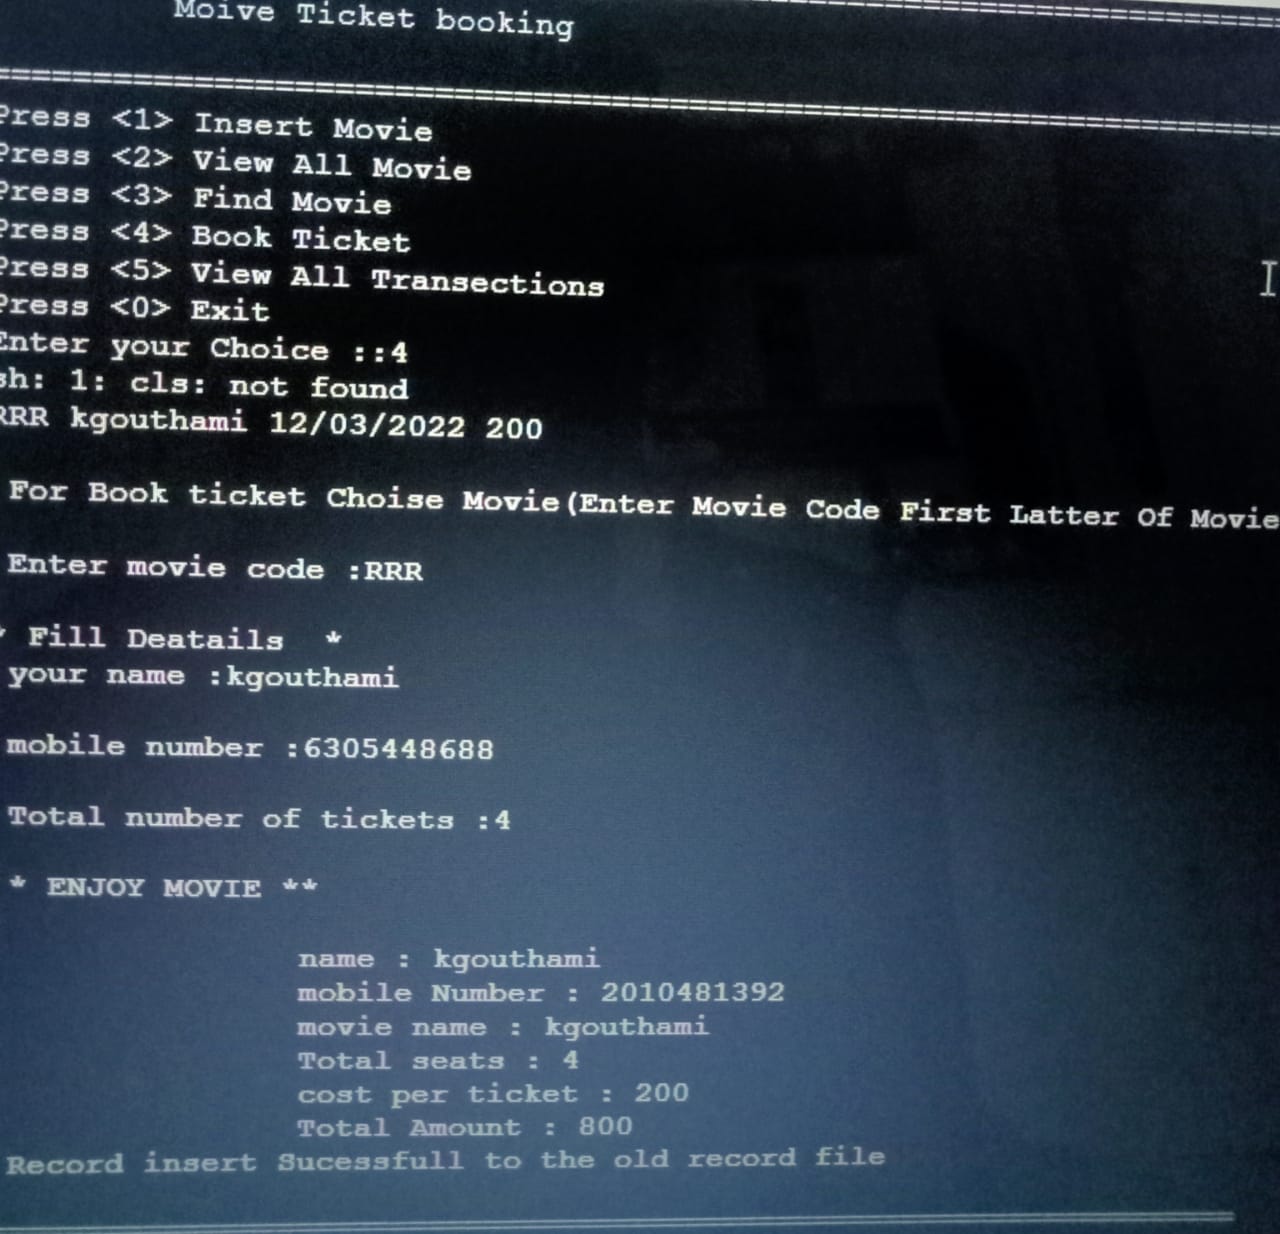 Moive Ticket booking
Press <1> Insert Movie
Press <2> View All Movie
Press <3> Find Movie
Press <4> Book Ticket
Press <5> View All Transections
Press <0> Exit
Enter your Choice ::4
sh: 1: cls: not found
RRR kgouthami 12/03/2022 200
For Book ticket Choise Movie(Enter Movie Code First Latter Of Movie
Enter movie code :RRR
* Fill Deatails *
your name :kgouthami
mobile number :6305448688
Total number of tickets :4
* ENJOY MOVIE **
name : kgouthami
mobile Number : 2010481392
movie name : kgouthami
Total seats : 4
cost per ticket : 200
Total Amount : 800
Record insert Sucessfull to the old record file